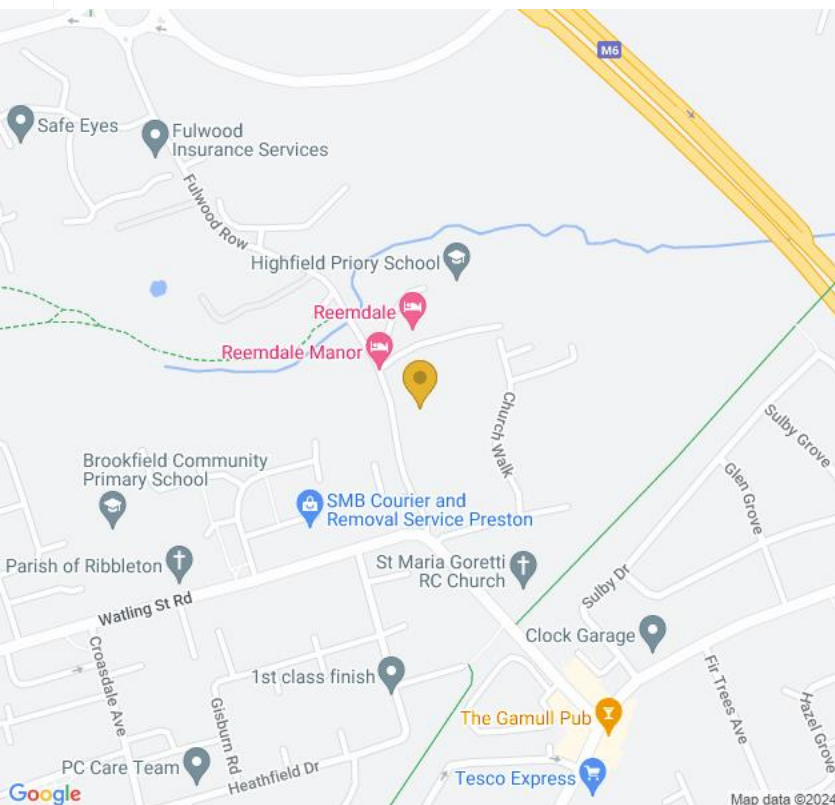 M6
Safe Eyes
Fulwood
Insurance Services
Fulwood Row
Highfield Priory School
Reemdale
Reemdale Manor
Church Walk
Sulby Grove
Glen Grove
Brookfield Community
Primary School
SMB Courier and
Removal Service Preston
Parish of Ribbleton
St Maria Goretti
RC Church
Sulby Dr
Watling St Rd
Clock Garage
Croasdale Ave
1st class finish
Gisburn Rd
Fir Trees Ave
Hazel Grove
The Gamull Pub
PC Care Team
Heathfield Dr
Tesco Express
Google
Map data ©2024